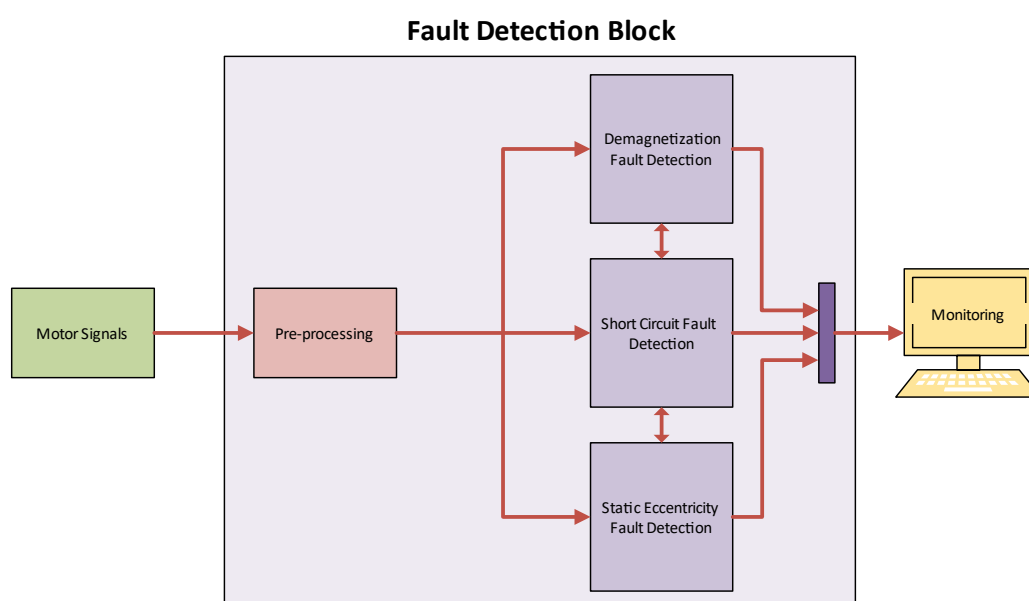 Fault Detection Block
Demagnetization
Fault Detection
Motor Signals
Pre-processing
Short Circuit Fault
Detection
Monitoring
Static Eccentricity
Fault Detection